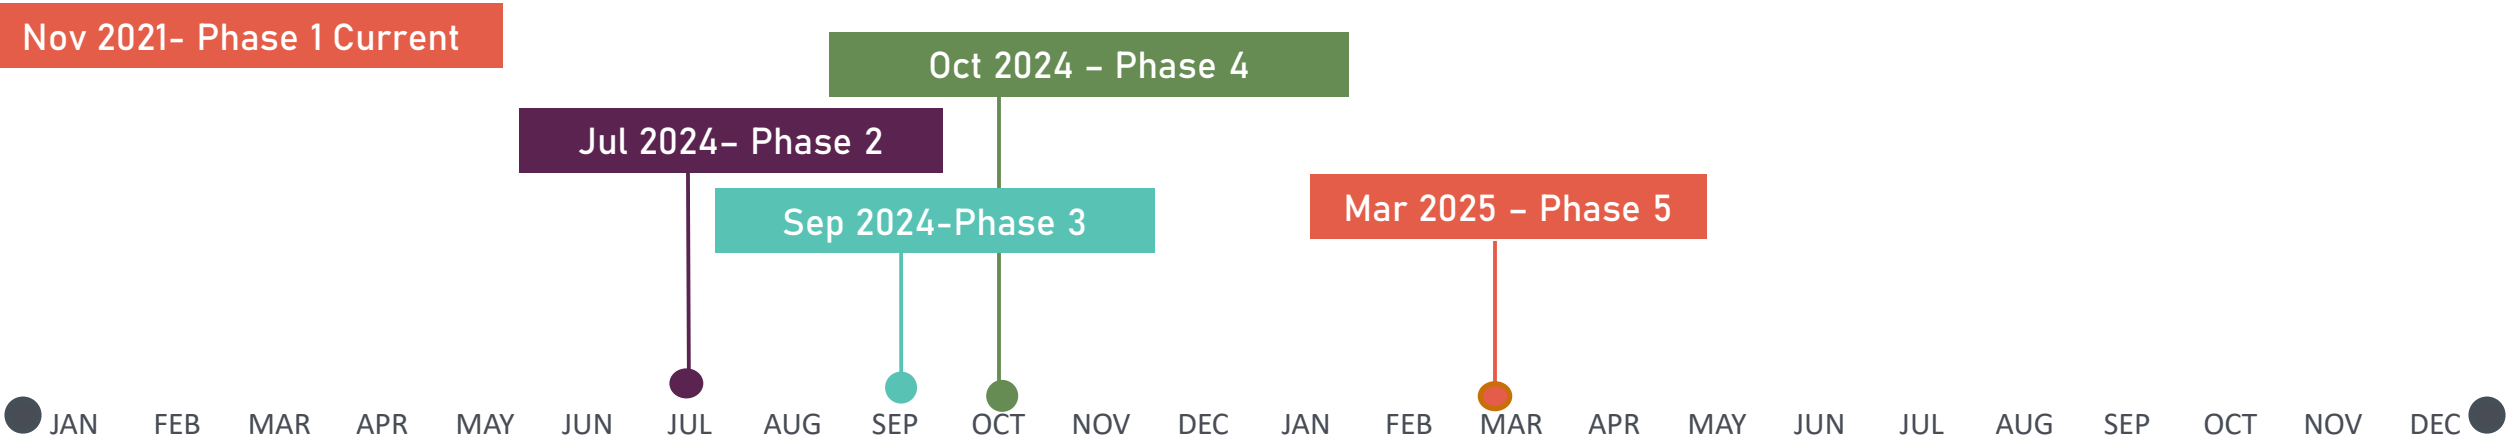 Nov 2021- Phase 1 Current
Oct 2024 – Phase 4
Jul 2024– Phase 2
Sep 2024-Phase 3
Mar 2025 – Phase 5
JAN FEB MAR APR MAY JUN JUL AUG SEP OCT NOV DEC JAN FEB MAR APR MAY JUN JUL AUG SEP OCT NOV DEC